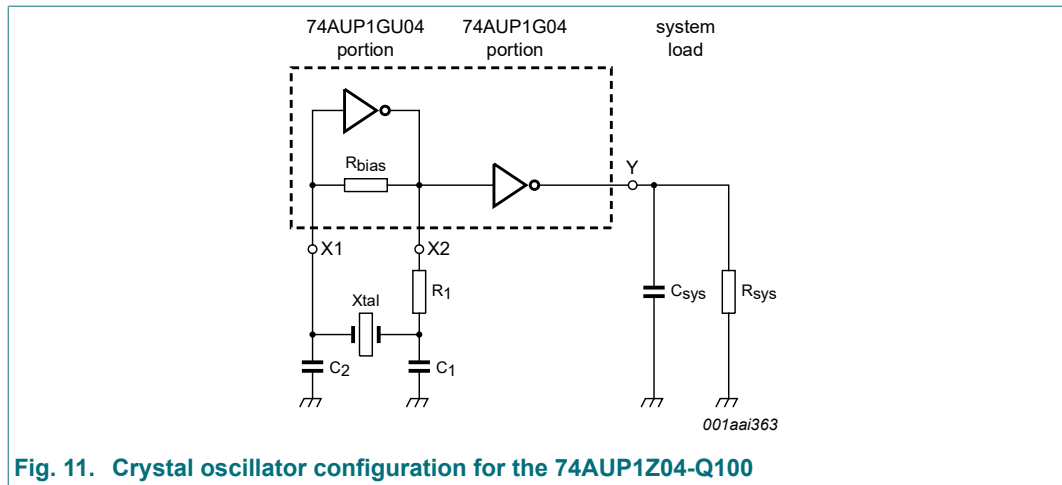 74AUP1GU04
portion
74AUP1G04
portion
system
load
Rbias
Y
X1
X2
R1
Xtal
C2
C1
Csys
Rsys
001aai363
Fig. 11. Crystal oscillator configuration for the 74AUP1Z04-Q100